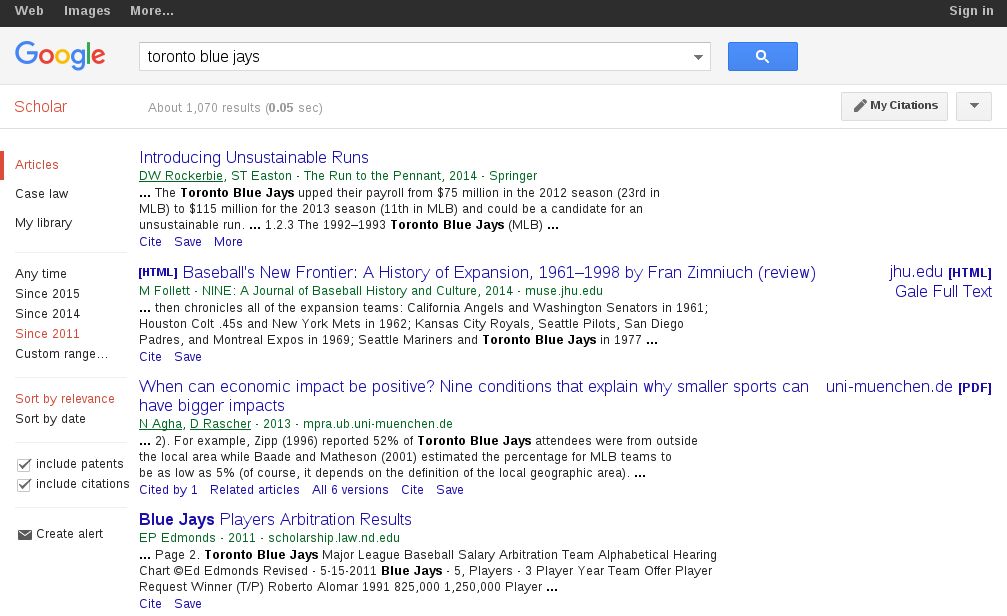 Web Images More... Sign in
Google toronto blue jays
Scholar About 1,070 results (0.05 sec) My Citations
Articles
Case law
My library
Any time
Since 2015
Since 2014
Since 2011
Custom range...
Sort by relevance
Sort by date
include patents
include citations
Create alert
Introducing Unsustainable Runs
DW Rockerbie, ST Easton - The Run to the Pennant, 2014 - Springer
... The Toronto Blue Jays upped their payroll from $75 million in the 2012 season (23rd in
MLB) to $115 million for the 2013 season (11th in MLB) and could be a candidate for an
unsustainable run. ... 1.2.3 The 1992–1993 Toronto Blue Jays (MLB) ...
Cite Save More
[HTML] Baseball's New Frontier: A History of Expansion, 1961–1998 by Fran Zimniuch (review) jhu.edu [HTML]
Gale Full Text
M Follett - NINE: A Journal of Baseball History and Culture, 2014 - muse.jhu.edu
... then chronicles all of the expansion teams: California Angels and Washington Senators in 1961;
Houston Colt .45s and New York Mets in 1962; Kansas City Royals, Seattle Pilots, San Diego
Padres, and Montreal Expos in 1969; Seattle Mariners and Toronto Blue Jays in 1977 ...
Cite Save
When can economic impact be positive? Nine conditions that explain why smaller sports can uni-muenchen.de [PDF]
have bigger impacts
N Agha, D Rascher - 2013 - mpra.ub.uni-muenchen.de
... 2). For example, Zipp (1996) reported 52% of Toronto Blue Jays attendees were from outside
the local area while Baade and Matheson (2001) estimated the percentage for MLB teams to
be as low as 5% (of course, it depends on the definition of the local geographic area). ...
Cited by 1 Related articles All 6 versions Cite Save
Blue Jays Players Arbitration Results
EP Edmonds - 2011 - scholarship.law.nd.edu
... Page 2. Toronto Blue Jays Major League Baseball Salary Arbitration Team Alphabetical Hearing
Chart ©Ed Edmonds Revised - 5-15-2011 Blue Jays - 5, Players - 3 Player Year Team Offer Player
Request Winner (T/P) Roberto Alomar 1991 825,000 1,250,000 Player ...
Cite Save